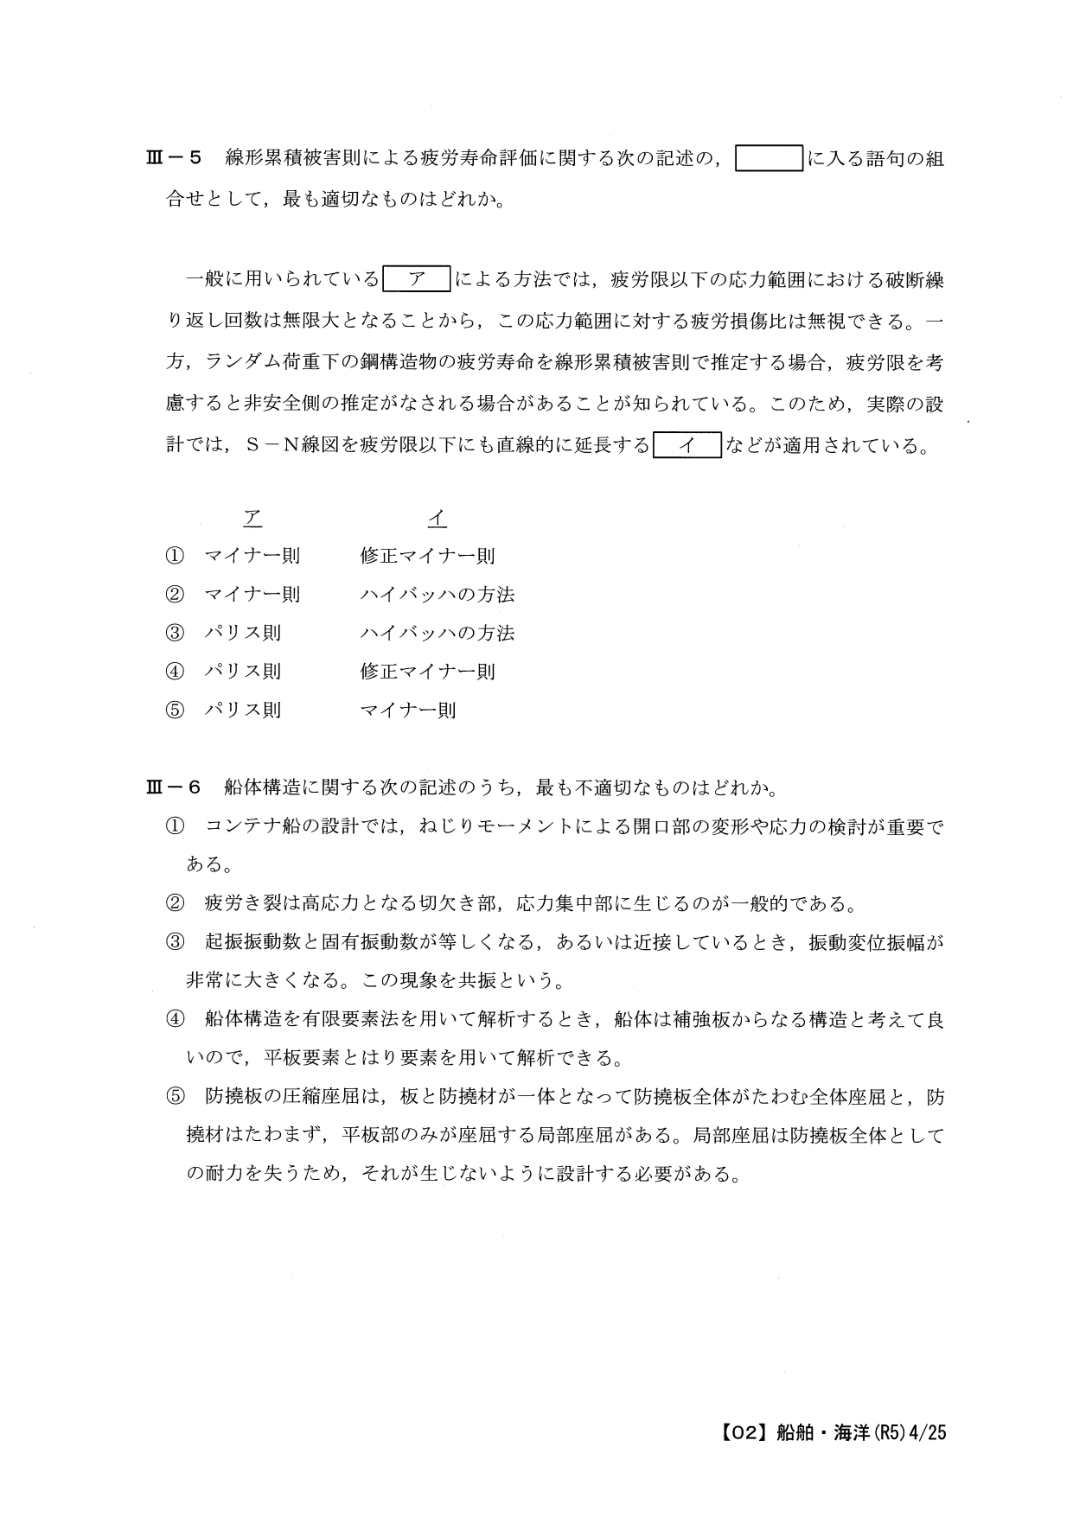 Ⅲ－5　線形累積被害則による疲労寿命評価に関する次の記述の，　　　に入る語句の組
合せとして，最も適切なものはどれか。
一般に用いられている　ア　による方法では，疲労限以下の応力範囲における破断繰
り返し回数は無限大となることから，この応力範囲に対する疲労損傷比は無視できる。一
方，ランダム荷重下の鋼構造物の疲労寿命を線形累積被害則で推定する場合，疲労限を考
慮すると非安全側の推定がなされる場合があることが知られている。このため，実際の設
計では，Ｓ－Ｎ線図を疲労限以下にも直線的に延長する　イ　などが適用されている。
ア　　イ
①　マイナー則　　修正マイナー則
②　マイナー則　　ハイバッハの方法
③　パリス則　　ハイバッハの方法
④　パリス則　　修正マイナー則
⑤　パリス則　　マイナー則
Ⅲ－6　船体構造に関する次の記述のうち，最も不適切なものはどれか。
①　コンテナ船の設計では，ねじりモーメントによる開口部の変形や応力の検討が重要で
ある。
②　疲労き裂は高応力となる切欠き部，応力集中部に生じるのが一般的である。
③　起振振動数と固有振動数が等しくなる，あるいは近接しているとき，振動変位振幅が
非常に大きくなる。この現象を共振という。
④　船体構造を有限要素法を用いて解析するとき，船体は補強板からなる構造と考えて良
いので，平板要素とはり要素を用いて解析できる。
⑤　防撓板の圧縮座屈は，板と防撓材が一体となって防撓板全体がたわむ全体座屈と，防
撓材はたわまず，平板部のみが座屈する局部座屈がある。局部座屈は防撓板全体として
の耐力を失うため，それが生じないように設計する必要がある。
【02】船舶・海洋(R5)4/25